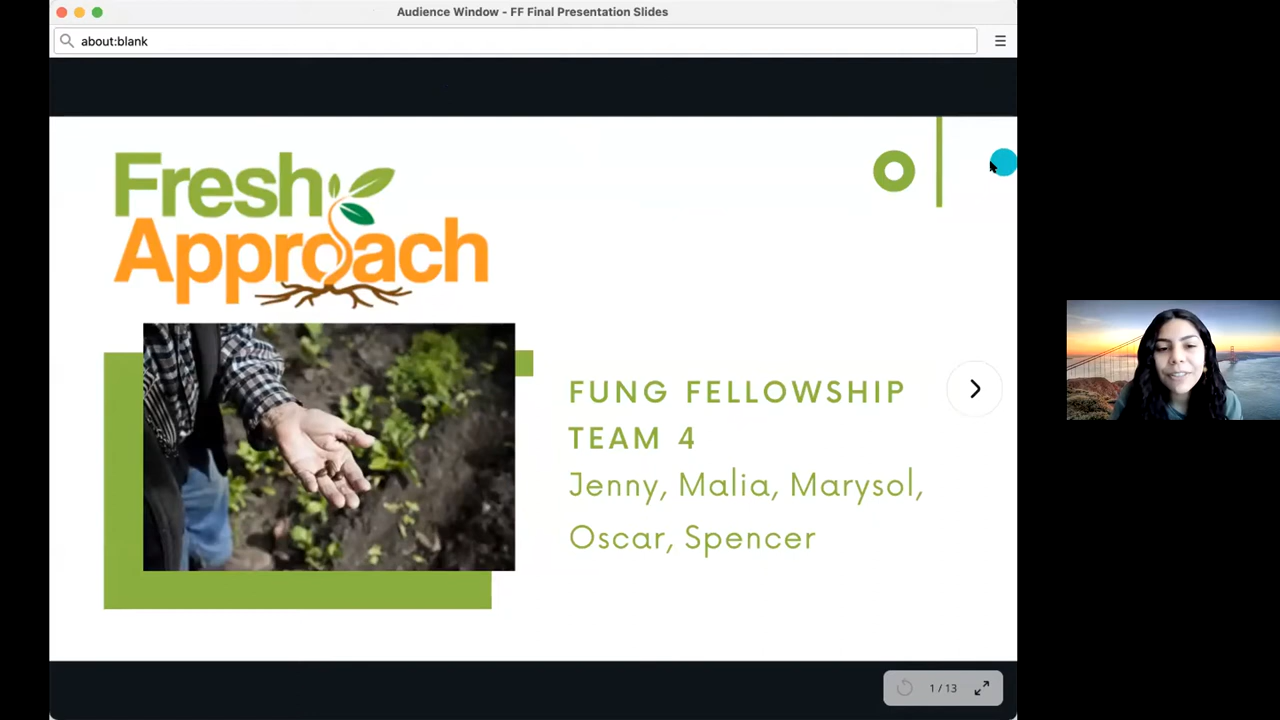 Audience Window - FF Final Presentation Slides
about:blank
Fresh
Approach
FUNG FELLOWSHIP
TEAM 4
Jenny, Malia, Marysol,
Oscar, Spencer
1 / 13